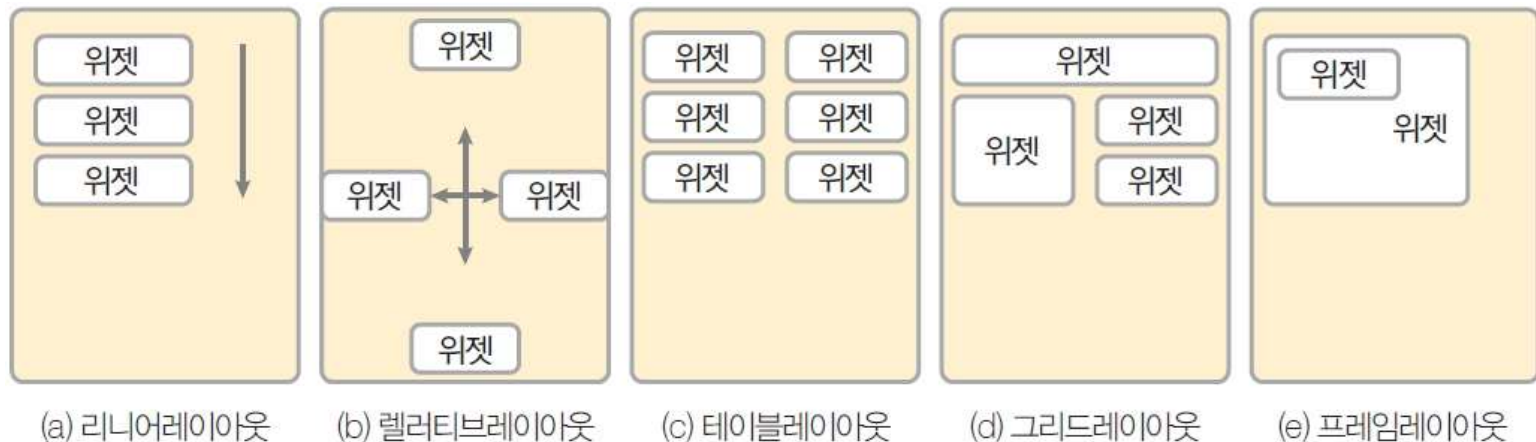 위젯
위젯
위젯
위젯
위젯
위젯
위젯
위젯 위젯
위젯 위젯
위젯 위젯
위젯
위젯
위젯
위젯
위젯
위젯
(a) 리니어레이아웃
(b) 렐러티브레이아웃
(c) 테이블레이아웃
(d) 그리드레이아웃
(e) 프레임레이아웃